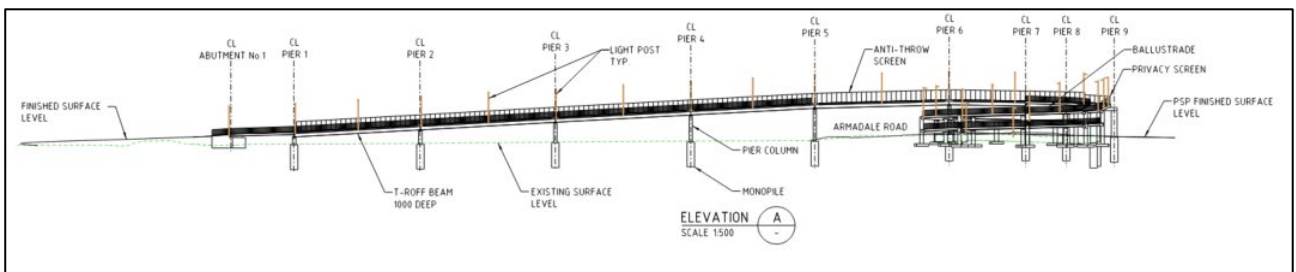 CL
ABUTMENT No 1
CL
PIER 1
CL
PIER 2
CL
PIER 3
LIGHT POST
TYP.
CL
PIER 4
CL
PIER 5
ANTI-THROW
SCREEN
CL
PIER 6
CL
PIER 7
CL
PIER 8
CL
PIER 9
BALLUSTRADE
PRIVACY SCREEN
FINISHED SURFACE
LEVEL
PSP FINISHED SURFACE
LEVEL
ARMADALE ROAD
PIER COLUMN
T-ROFF BEAM
1000 DEEP
EXISTING SURFACE
LEVEL
MONOPILE
ELEVATION A
SCALE 1:500 -